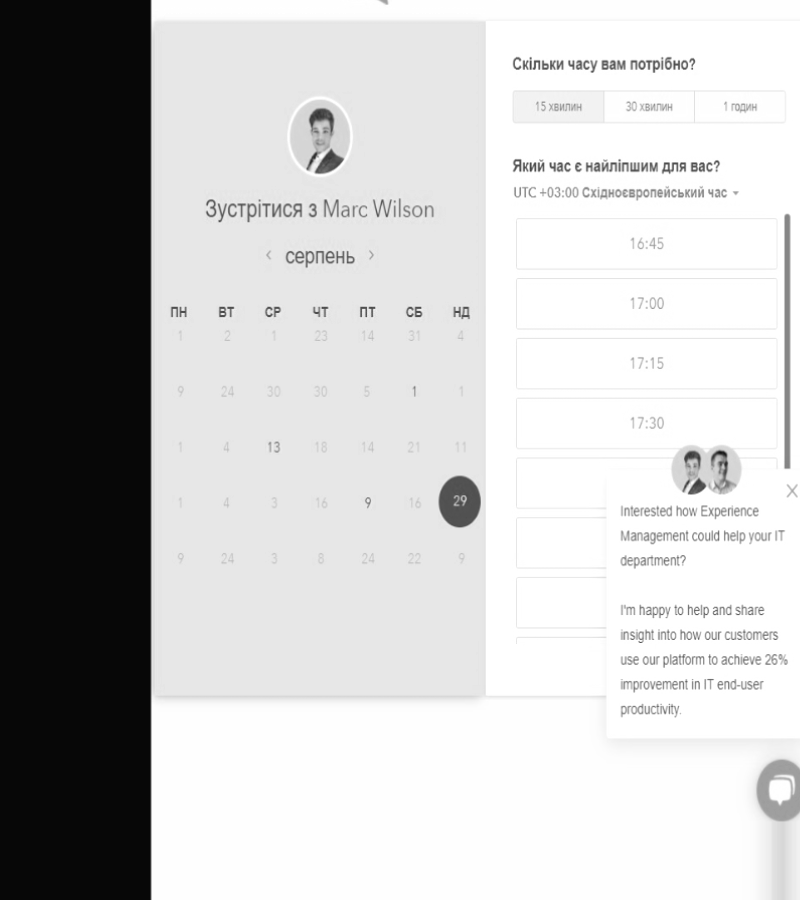 Зустрітися з Marc Wilson
‹ серпень ›
ПН ВТ СР ЧТ ПТ СБ НД
1 2 1 23 14 31 4
9 24 30 30 5 1 1
1 4 13 18 14 21 11
1 4 3 16 9 16 29
9 24 3 8 24 22 9
Скільки часу вам потрібно?
15 хвилин 30 хвилин 1 годин
Який час є найліпшим для вас?
UTC +03:00 Східноєвропейський час
16:45
17:00
17:15
17:30
X
Interested how Experience
Management could help your IT
department?
I'm happy to help and share
insight into how our customers
use our platform to achieve 26%
improvement in IT end-user
productivity.